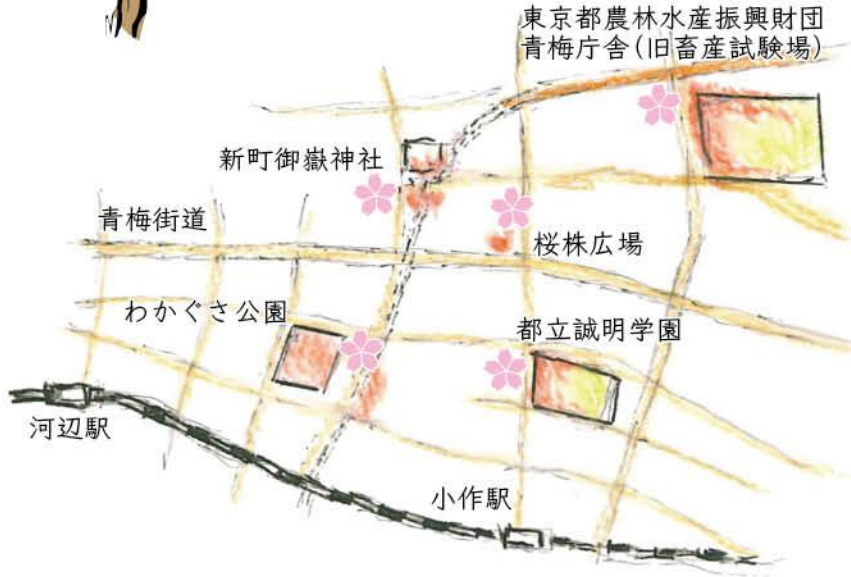 東京都農林水産振興財団
青梅庁舎(旧畜産試験場)
新町御嶽神社
青梅街道
桜株広場
わかぐさ公園
都立誠明学園
河辺駅
小作駅